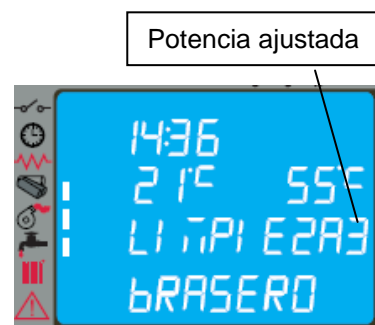 Potencia ajustada
14:36
21°C 55°C
LIMPIEZA3
bRASERO